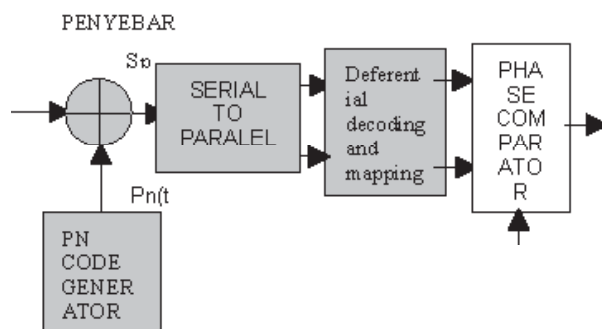 PENYEBAR
Sp
SERIAL
TO
PARALEL
Deferent
ial
decoding
and
mapping
PHA
SE
COM
PAR
ATO
R
Pn(t
PN
CODE
GENER
ATOR